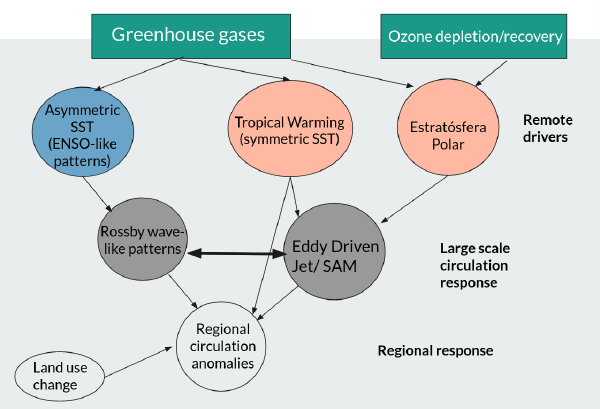 Greenhouse gases
Ozone depletion/recovery
Asymmetric
SST
(ENSO-like
patterns)
Tropical Warming
(symmetric SST)
Estratósfera
Polar
Remote
drivers
Rossby wave-
like patterns
Eddy Driven
Jet/ SAM
Large scale
circulation
response
Regional
circulation
anomalies
Regional response
Land use
change